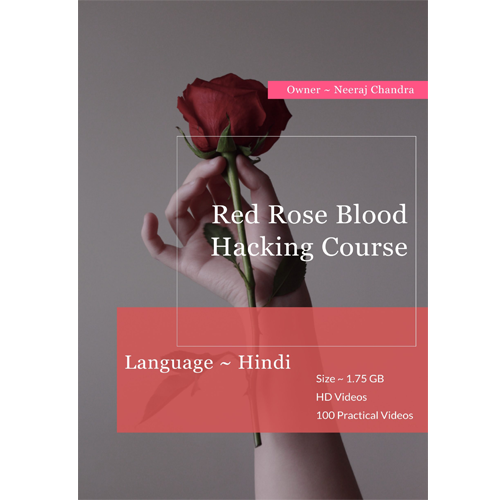 Owner ~ Neeraj Chandra
Red Rose Blood
Hacking Course
Language ~ Hindi
Size ~ 1.75 GB
HD Videos
100 Practical Videos